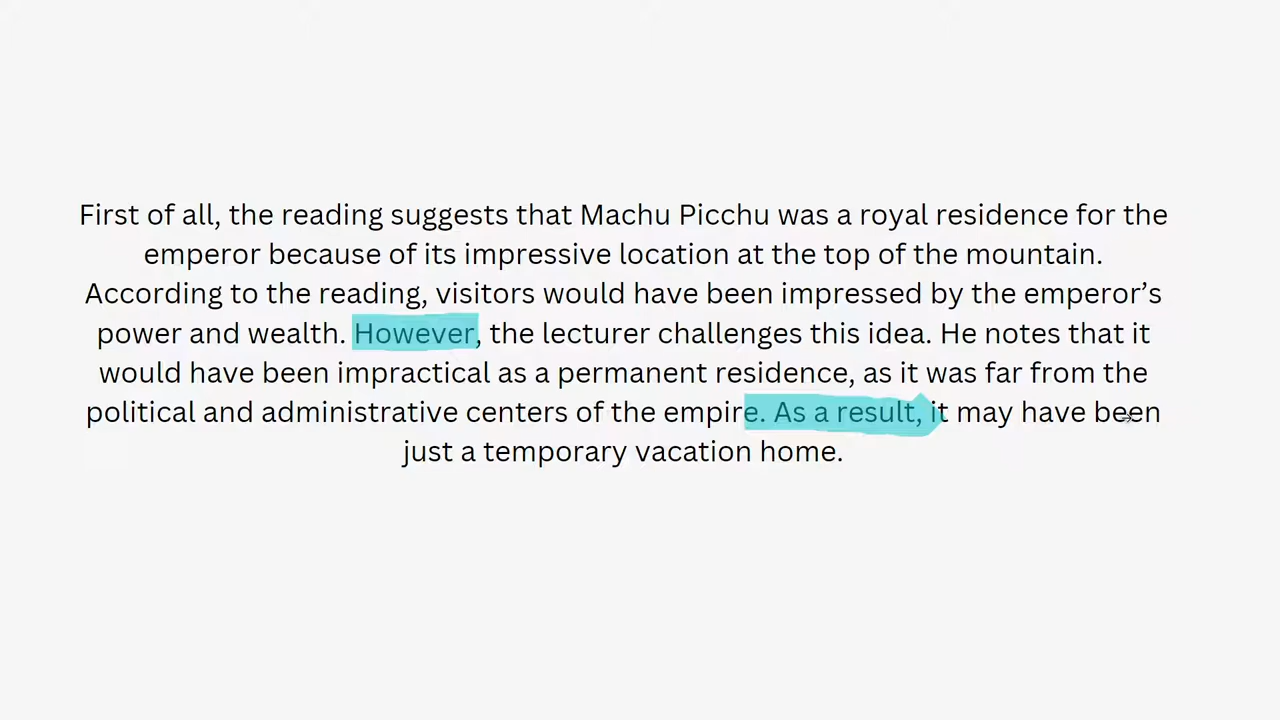 First of all, the reading suggests that Machu Picchu was a royal residence for the
emperor because of its impressive location at the top of the mountain.
According to the reading, visitors would have been impressed by the emperor’s
power and wealth. However, the lecturer challenges this idea. He notes that it
would have been impractical as a permanent residence, as it was far from the
political and administrative centers of the empire. As a result, it may have been
just a temporary vacation home.